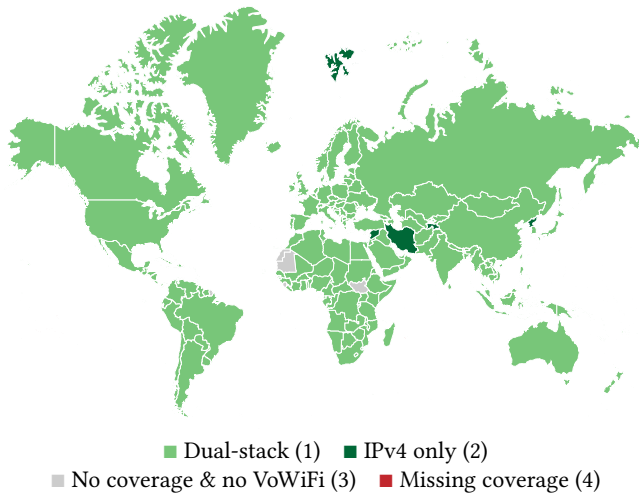 Dual-stack (1) IPv4 only (2)
No coverage & no VoWiFi (3) Missing coverage (4)